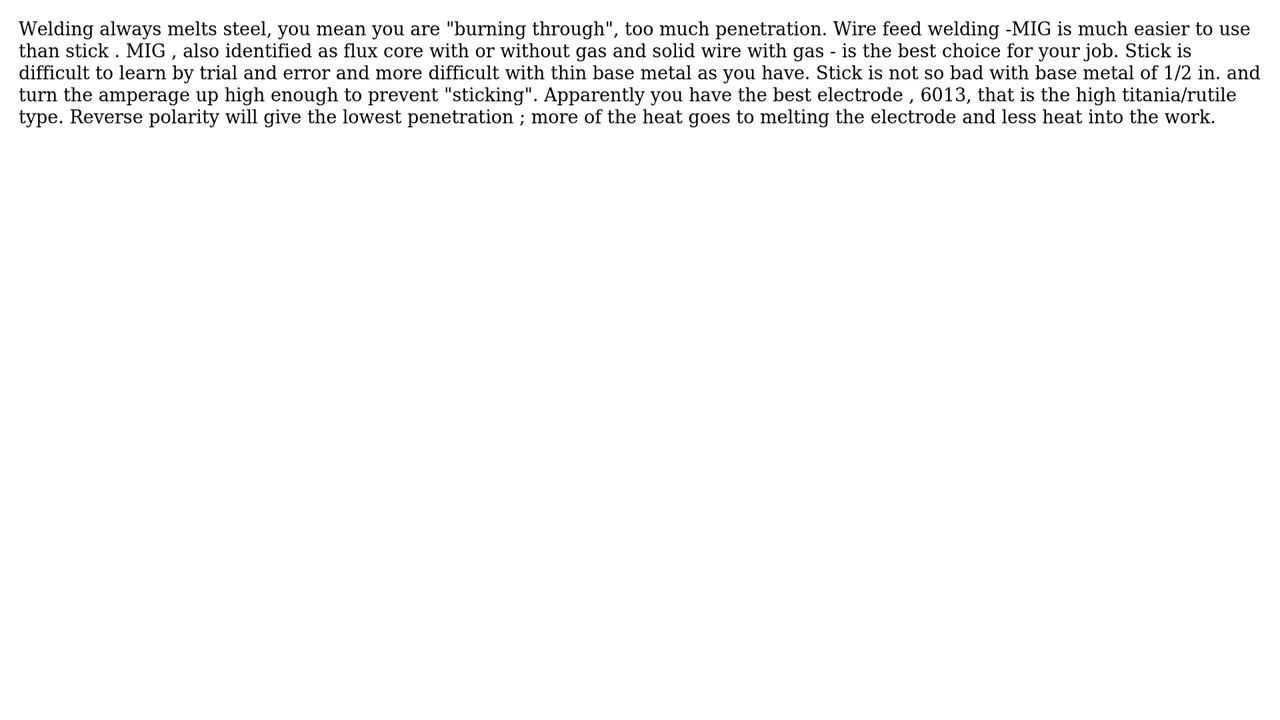 Welding always melts steel, you mean you are "burning through", too much penetration. Wire feed welding -MIG is much easier to use
than stick . MIG , also identified as flux core with or without gas and solid wire with gas - is the best choice for your job. Stick is
difficult to learn by trial and error and more difficult with thin base metal as you have. Stick is not so bad with base metal of 1/2 in. and
turn the amperage up high enough to prevent "sticking". Apparently you have the best electrode , 6013, that is the high titania/rutile
type. Reverse polarity will give the lowest penetration ; more of the heat goes to melting the electrode and less heat into the work.